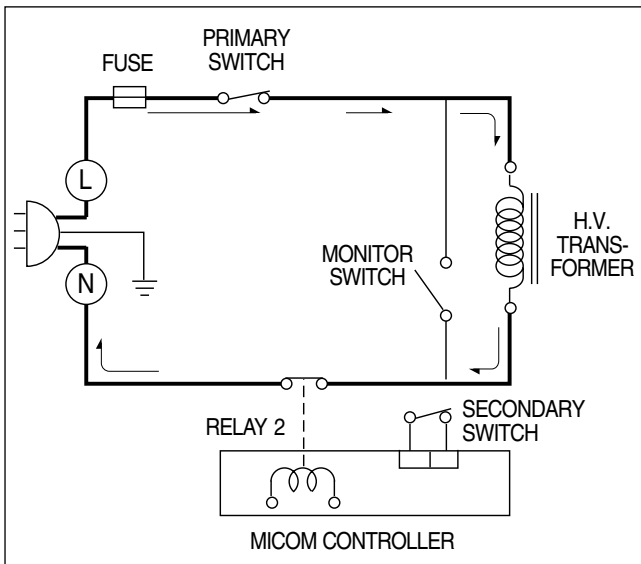 PRIMARY
SWITCH
FUSE
L
H.V.
TRANS-
FORMER
MONITOR
SWITCH
N
RELAY 2
SECONDARY
SWITCH
MICOM CONTROLLER